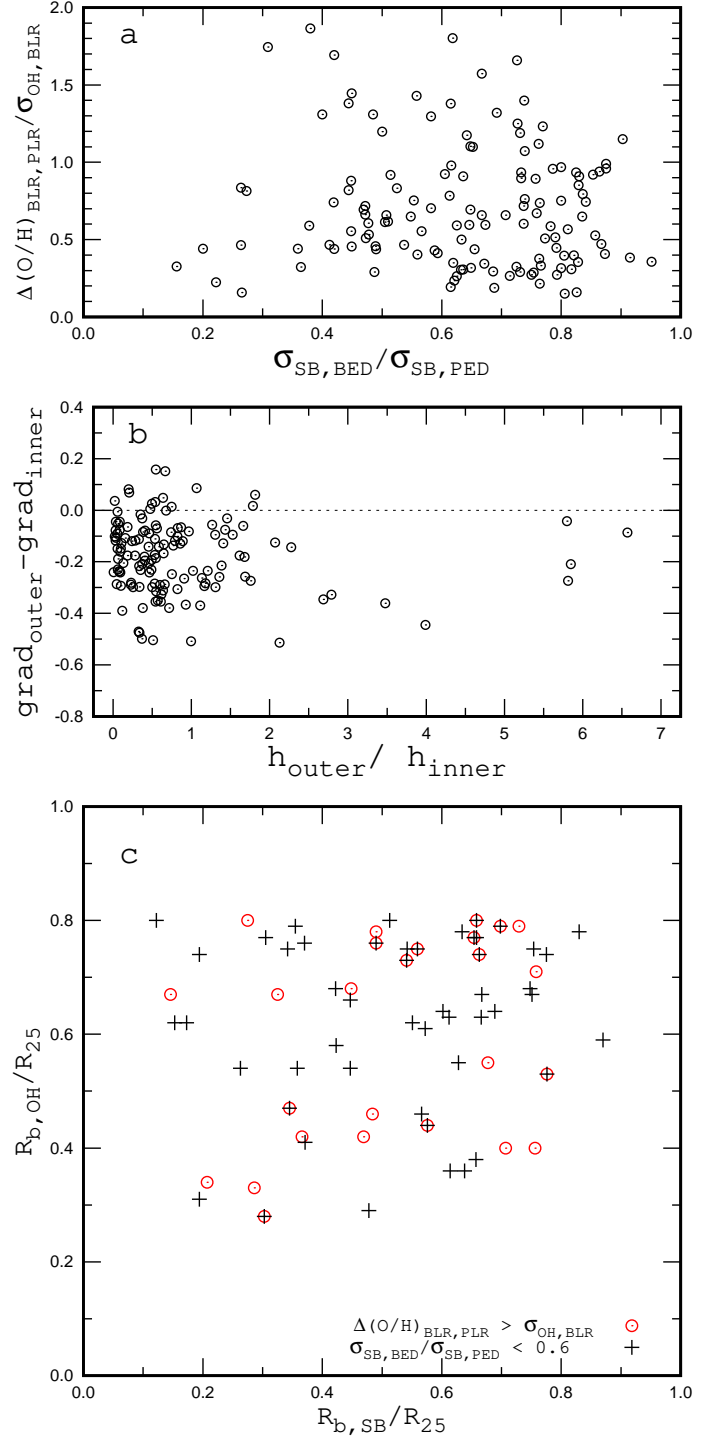 a
Δ(O/H)BLR,PLR/σOH,BLR
2.0
1.5
1.0
0.5
0.0
0.0 0.2 0.4 0.6 0.8 1.0
σSB,BED/σSB,PED
b
gradouter-gradinner
0.4
0.2
0.0
-0.2
-0.4
-0.6
-0.8
0 1 2 3 4 5 6 7
houter/ hinner
c
Rb,OH/R25
1.0
0.8
0.6
0.4
0.2
0.0
Δ(O/H)BLR,PLR > σOH,BLR
σSB,BED/σSB,PED < 0.6
0.0 0.2 0.4 0.6 0.8 1.0
Rb,SB/R25